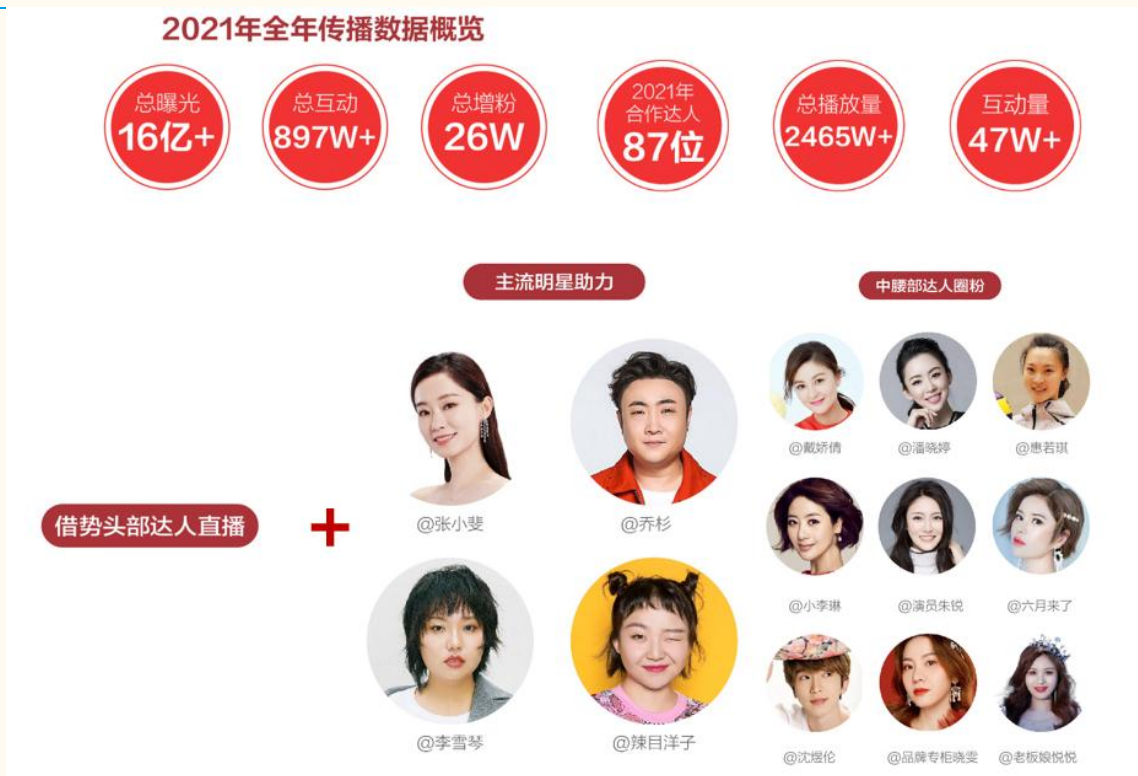 2021年全年传播数据概览
总曝光
16亿+
总互动
897W+
总增粉
26W
2021年
合作达人
87位
总播放量
2465W+
互动量
47W+
主流明星助力
中腰部达人圈粉
@戴娇倩
@潘晓婷
@惠若琪
借势头部达人直播
+
@张小斐
@乔杉
@小李琳
@演员朱锐
@六月来了
@李雪琴
@辣目洋子
@沈煜伦
@品牌专柜晓雯
@老板娘悦悦